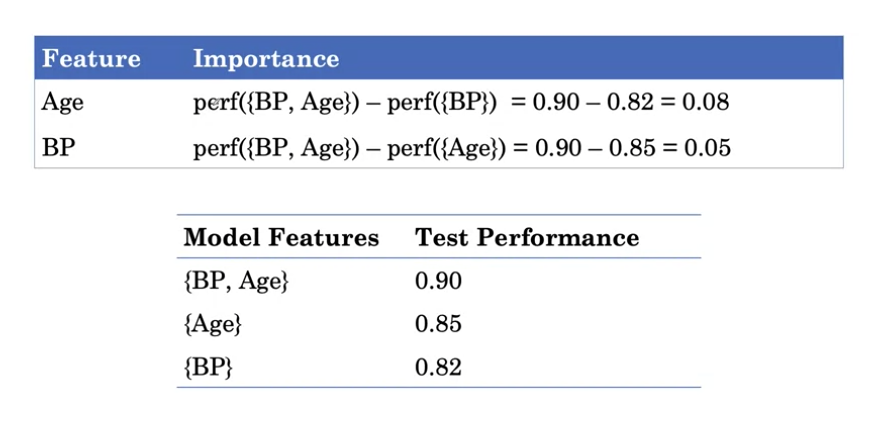 Feature Importance
Age perf({BP, Age}) – perf({BP}) = 0.90 – 0.82 = 0.08
BP perf({BP, Age}) – perf({Age}) = 0.90 – 0.85 = 0.05
Model Features Test Performance
{BP, Age} 0.90
{Age} 0.85
{BP} 0.82